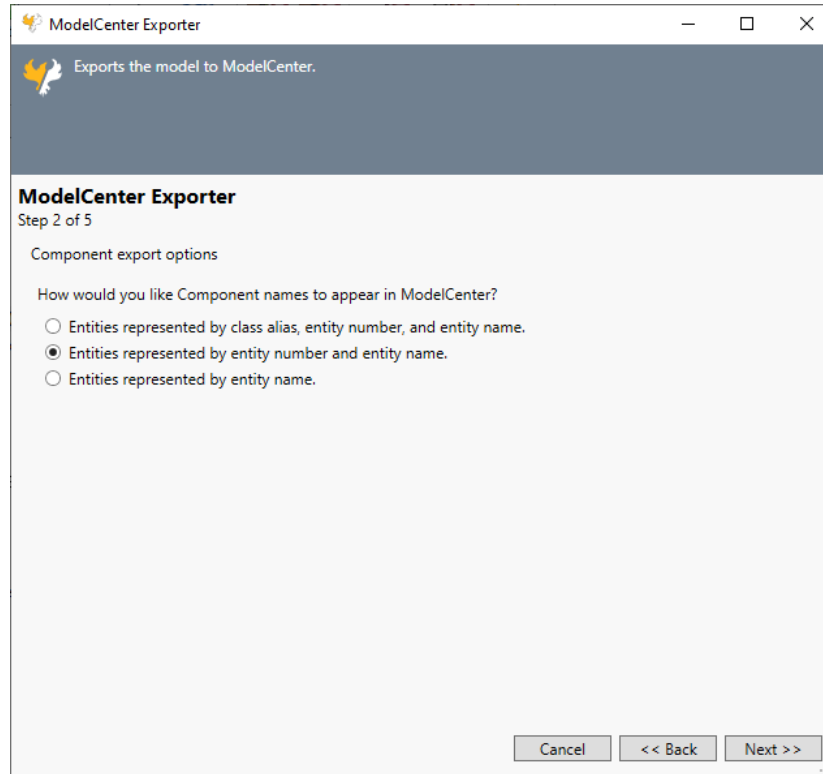 ModelCenter Exporter
Exports the model to ModelCenter.
ModelCenter Exporter
Step 2 of 5
Component export options
How would you like Component names to appear in ModelCenter?
Entities represented by class alias, entity number, and entity name.
Entities represented by entity number and entity name.
Entities represented by entity name.
Cancel << Back Next >>